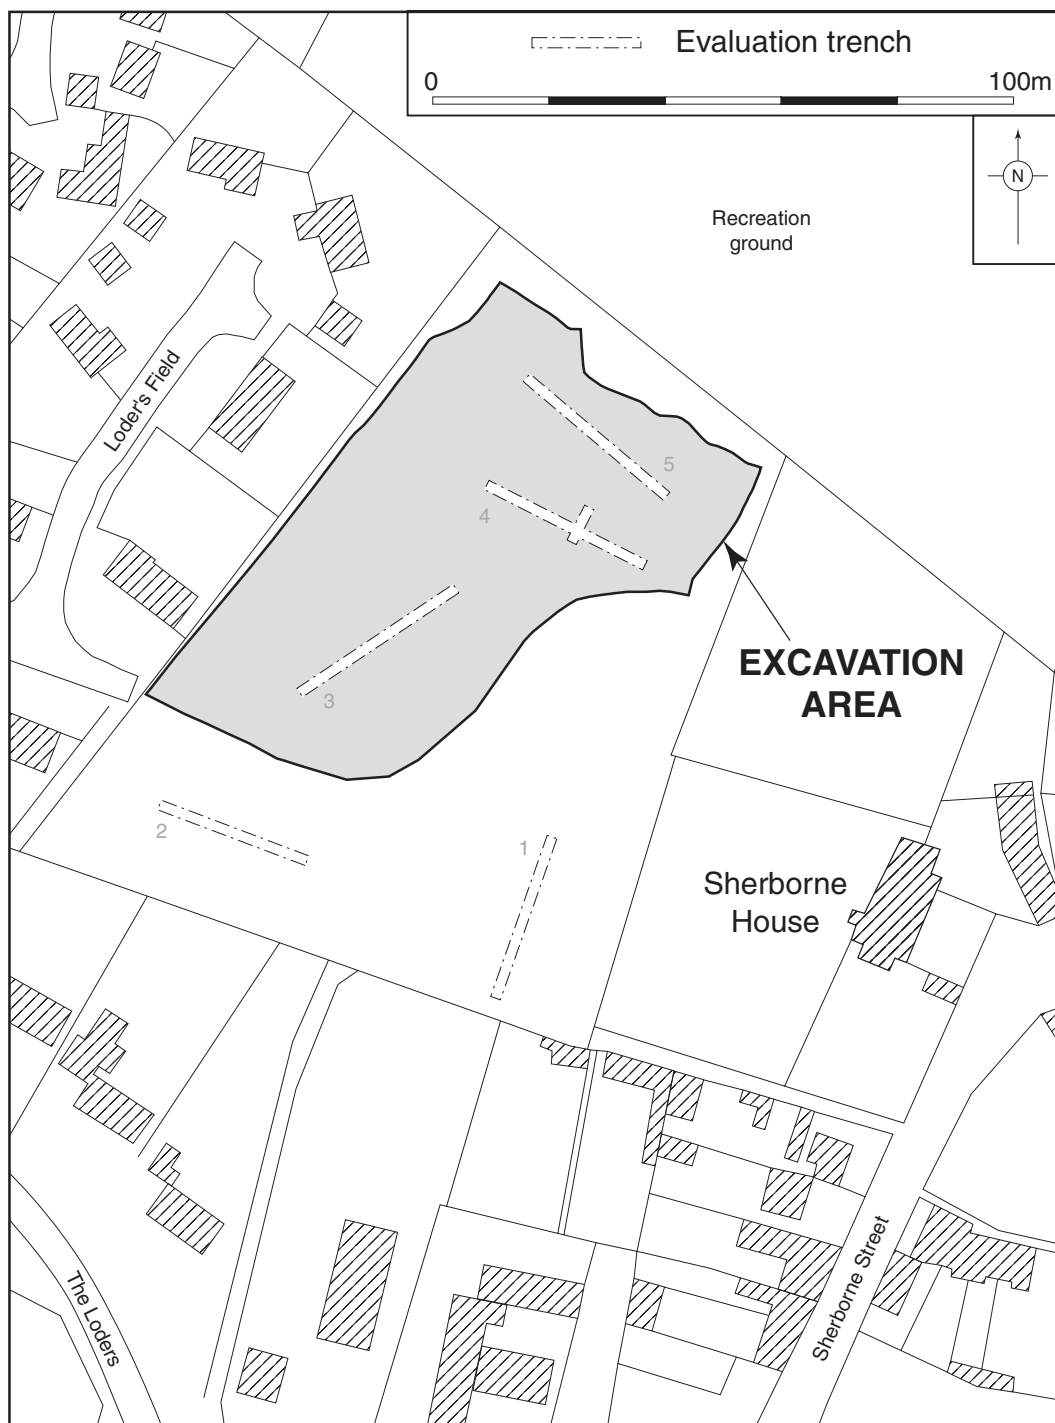 Evaluation trench
0 100m
N
Recreation
ground
Loder's Field
5
4
EXCAVATION
AREA
3
2
1
Sherborne
House
Sherborne Street
The Loders